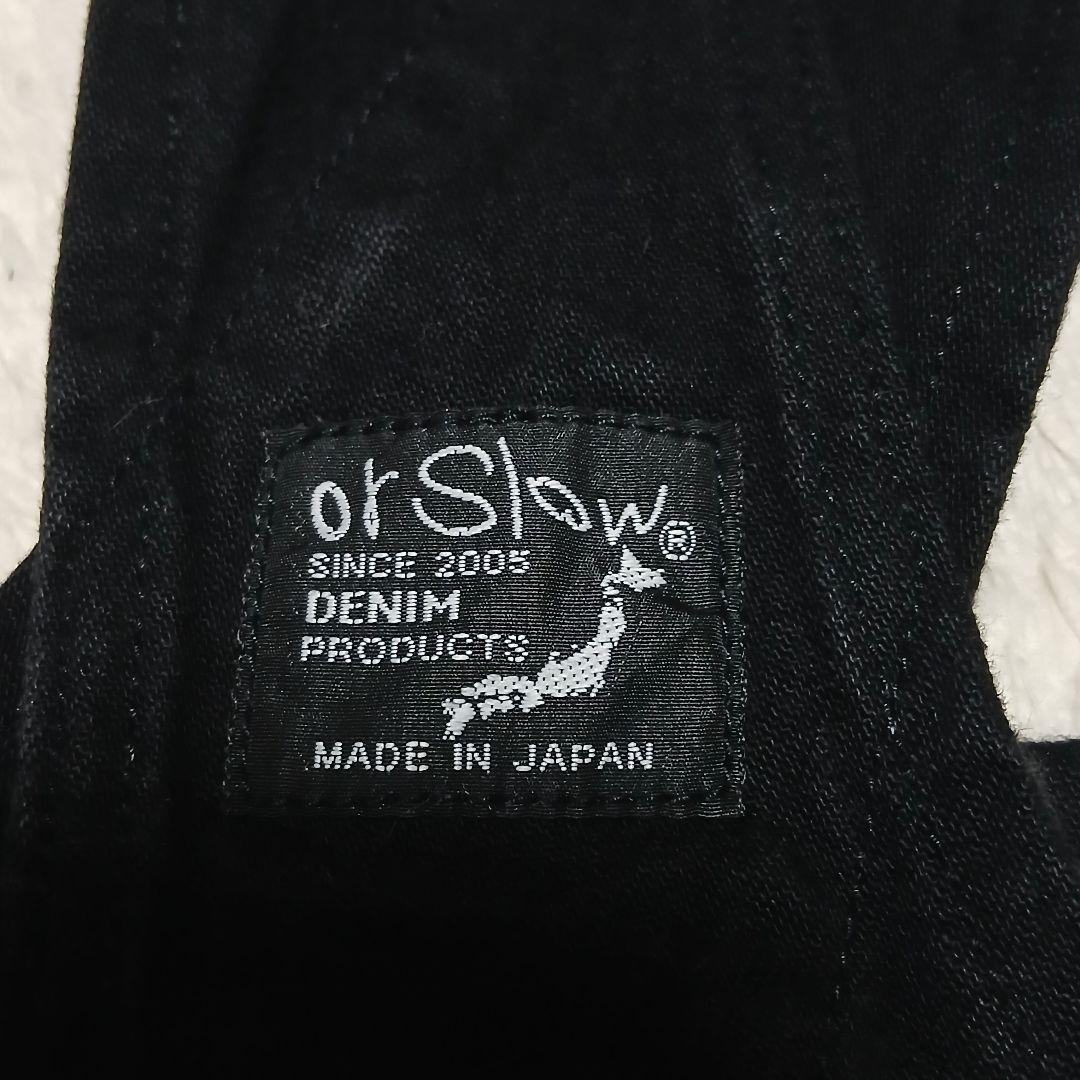 orSlow®
SINCE 2005
DENIM
PRODUCTS
MADE IN JAPAN